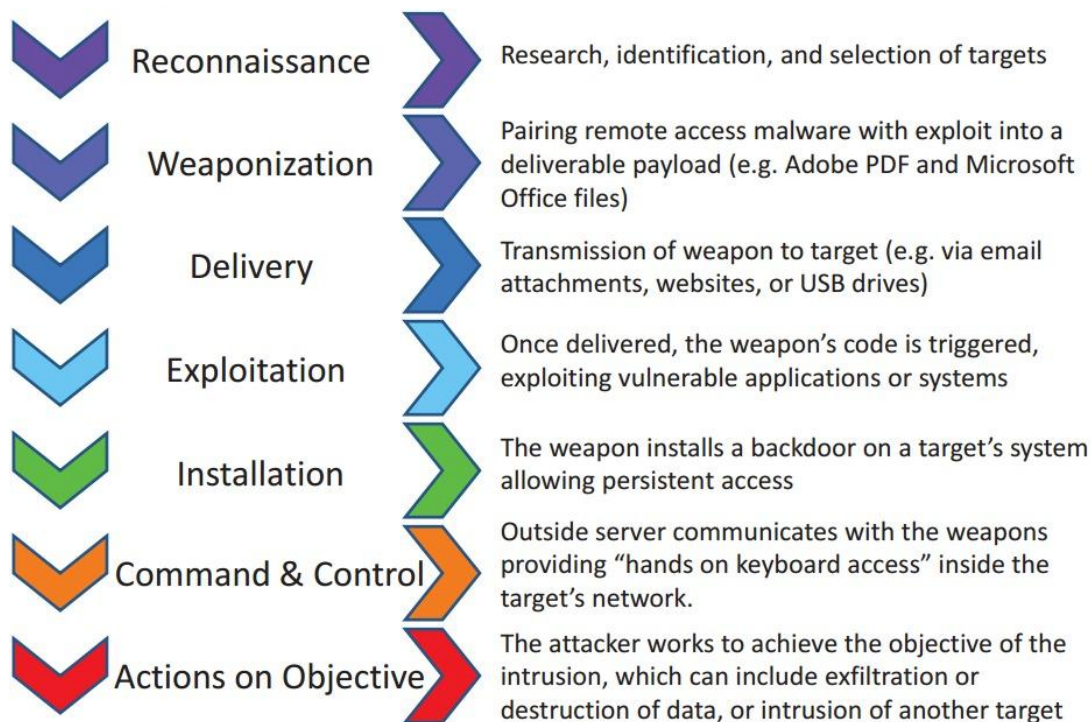 Reconnaissance
Research, identification, and selection of targets
Weaponization
Pairing remote access malware with exploit into a
deliverable payload (e.g. Adobe PDF and Microsoft
Office files)
Delivery
Transmission of weapon to target (e.g. via email
attachments, websites, or USB drives)
Exploitation
Once delivered, the weapon's code is triggered,
exploiting vulnerable applications or systems
Installation
The weapon installs a backdoor on a target's system
allowing persistent access
Command & Control
Outside server communicates with the weapons
providing “hands on keyboard access” inside the
target's network.
Actions on Objective
The attacker works to achieve the objective of the
intrusion, which can include exfiltration or
destruction of data, or intrusion of another target